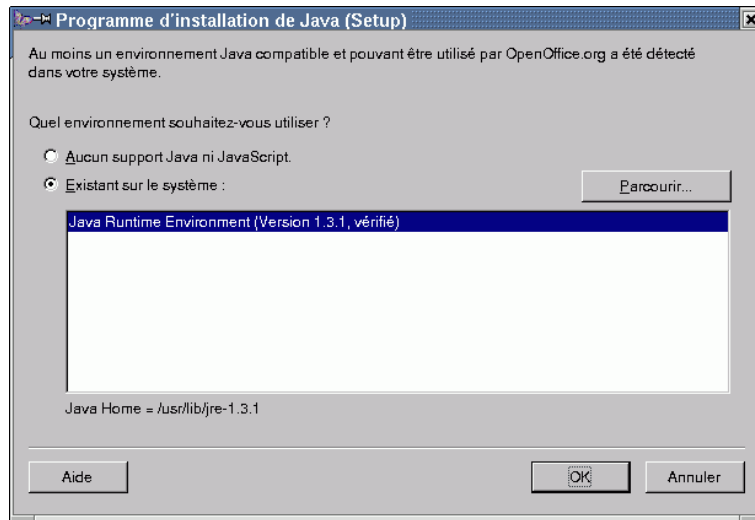 Programme d'installation de Java (Setup)
Au moins un environnement Java compatible et pouvant être utilisé par OpenOffice.org a été détecté
dans votre système.
Quel environnement souhaitez-vous utiliser ?
Aucun support Java ni JavaScript.
Existant sur le système :
Parcourir...
Java Runtime Environment (Version 1.3.1, vérifié)
Java Home = /usr/lib/jre-1.3.1
Aide
OK
Annuler